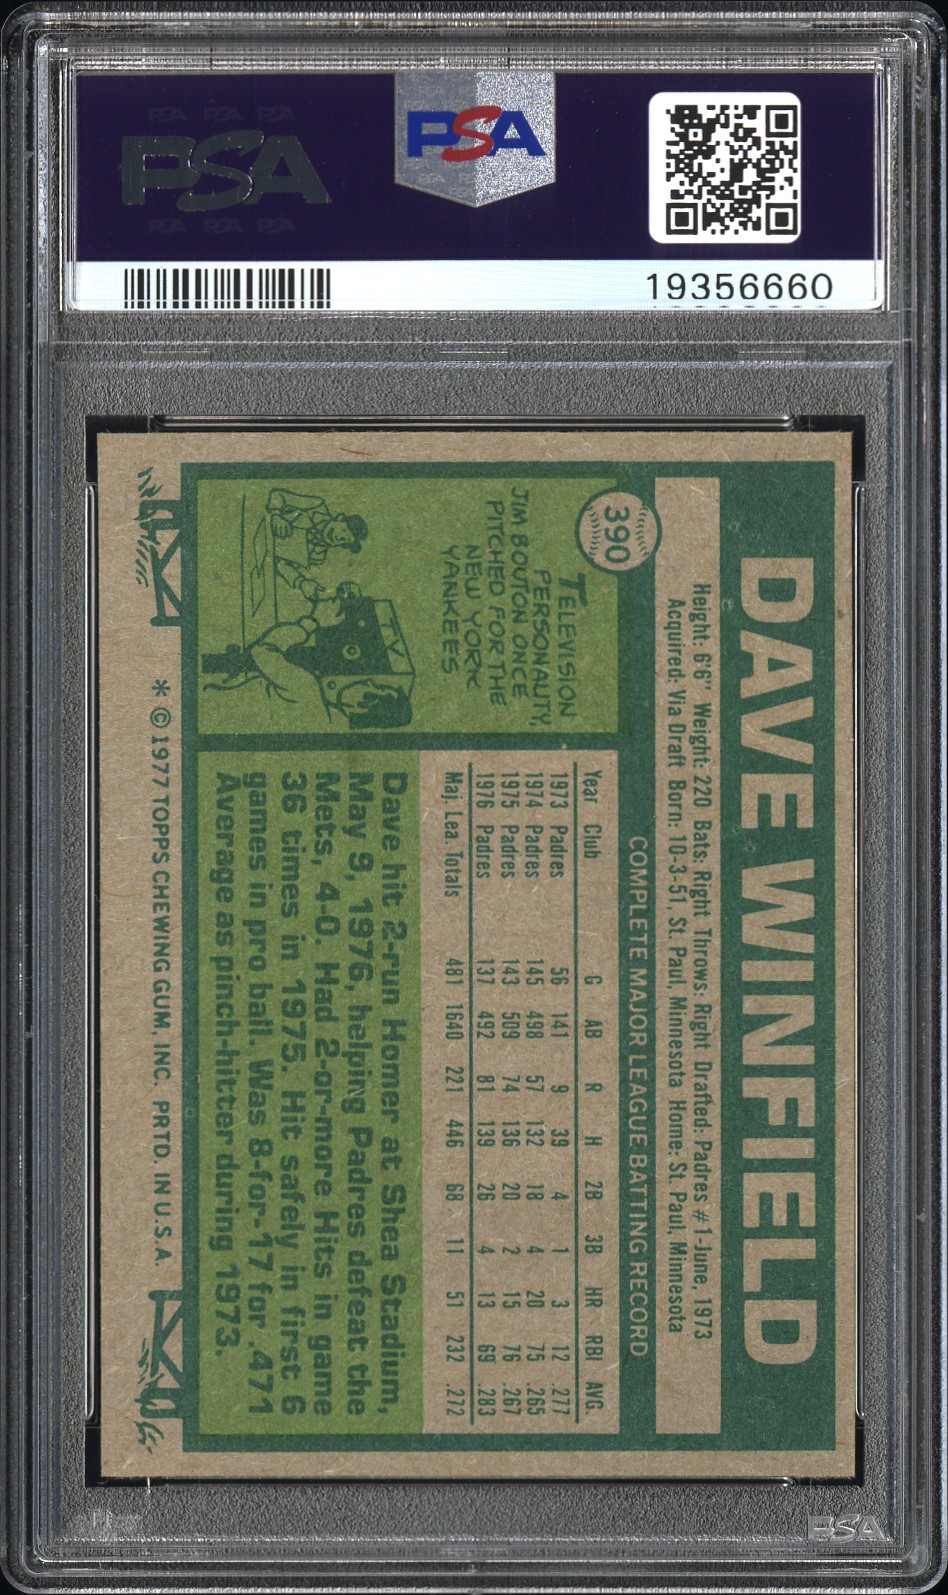 PSA
PSA
19356660
DAVE WINFIELD
Height: 6'6" Weight: 220 Bats: Right Throws: Right Drafted: Padres #1-June, 1973
Acquired: Via Draft Born: 10-3-51, St. Paul, Minnesota Home: St. Paul, Minnesota
390
COMPLETE MAJOR LEAGUE BATTING RECORD
Year Club G AB R H 2B 3B HR RBI AVG.
1973 Padres 56 141 9 39 4 1 3 12 .277
1974 Padres 145 498 57 132 18 4 20 75 .265
1975 Padres 143 509 74 136 20 2 15 76 .267
1976 Padres 137 492 81 139 26 4 13 69 .283
Maj. Lea. Totals 481 1640 221 446 68 11 51 232 .272
TELEVISION
PERSONALITY,
JIM BOUTON ONCE
PITCHED FOR THE
NEW YORK
YANKEES
TV
Dave hit 2-run Homer at Shea Stadium,
May 9, 1976, helping Padres defeat the
Mets, 4-0. Had 2-or-more Hits in game
36 times in 1975. Hit safely in first 6
games in pro ball. Was 8-for-17 for .471
Average as pinch-hitter during 1973.
* © 1977 TOPPS CHEWING GUM, INC. PRTD. IN U.S.A.
PSA